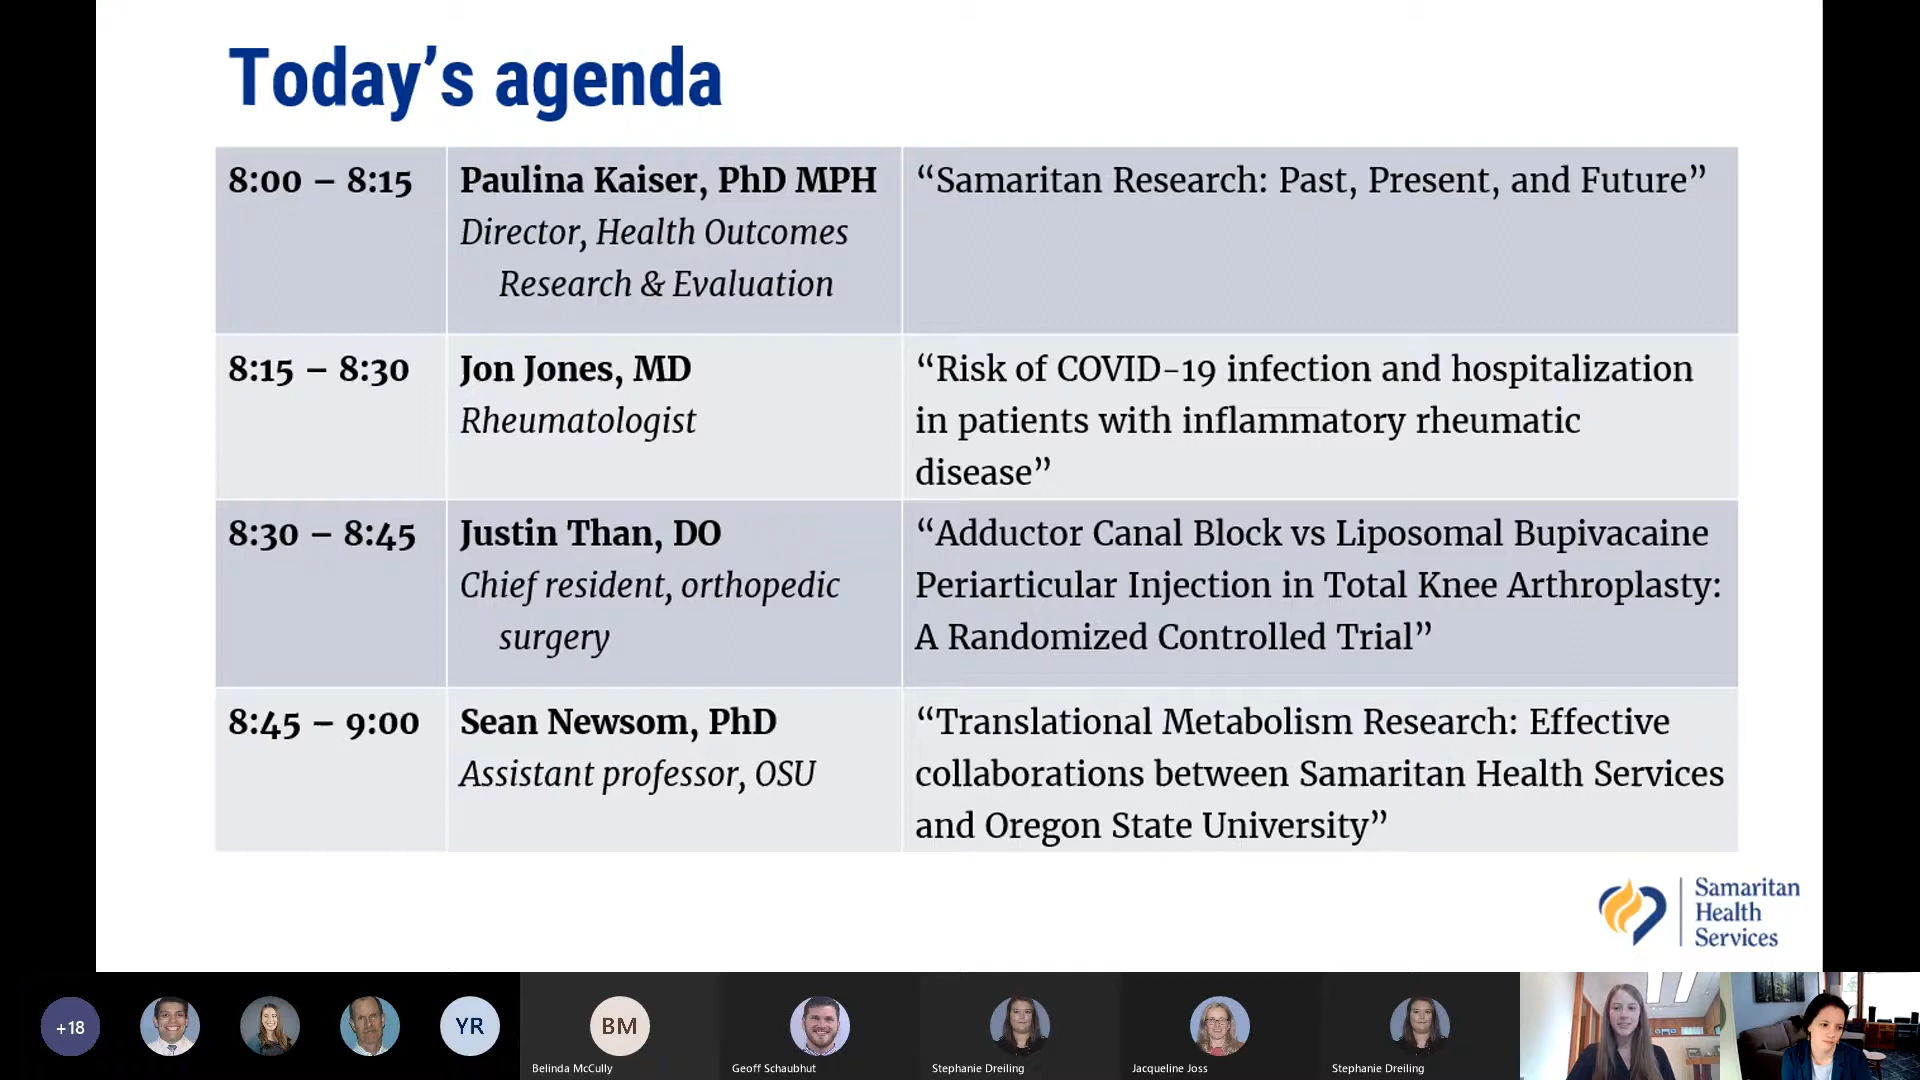 Today’s agenda
8:00 – 8:15
Paulina Kaiser, PhD MPH
Director, Health Outcomes
Research & Evaluation
“Samaritan Research: Past, Present, and Future”
8:15 – 8:30
Jon Jones, MD
Rheumatologist
“Risk of COVID-19 infection and hospitalization
in patients with inflammatory rheumatic
disease”
8:30 – 8:45
Justin Than, DO
Chief resident, orthopedic
surgery
“Adductor Canal Block vs Liposomal Bupivacaine
Periarticular Injection in Total Knee Arthroplasty:
A Randomized Controlled Trial”
8:45 – 9:00
Sean Newsom, PhD
Assistant professor, OSU
“Translational Metabolism Research: Effective
collaborations between Samaritan Health Services
and Oregon State University”
Samaritan
Health
Services
+18
YR
BM
Belinda McCully
Geoff Schaubhut
Stephanie Dreiling
Jacqueline Joss
Stephanie Dreiling